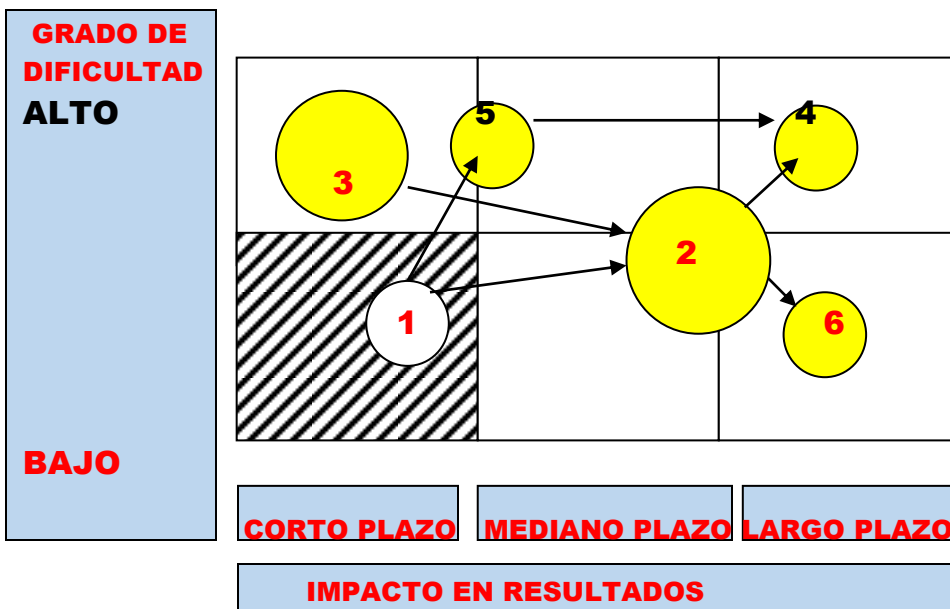 GRADO DE
DIFICULTAD
ALTO
BAJO
5
4
3
2
1
6
CORTO PLAZO
MEDIANO PLAZO
LARGO PLAZO
IMPACTO EN RESULTADOS